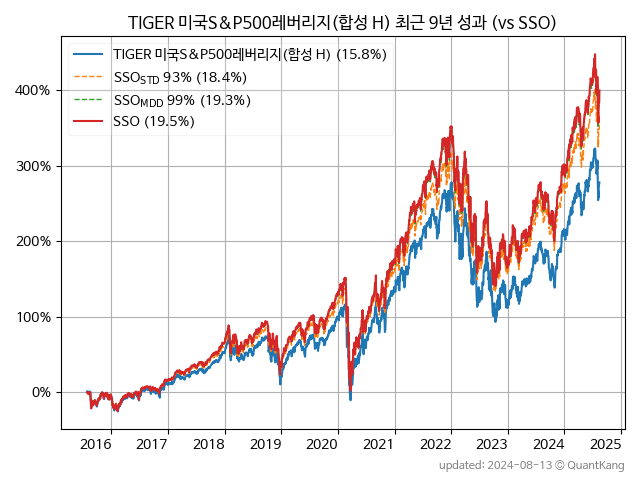 TIGER 미국S&P500레버리지(합성 H) 최근 9년 성과 (vs SSO)
TIGER 미국S&P500레버리지(합성 H) (15.8%)
SSO_STD 93% (18.4%)
SSO_MDD 99% (19.3%)
SSO (19.5%)
400%
300%
200%
100%
0%
2016 2017 2018 2019 2020 2021 2022 2023 2024 2025
updated: 2024-08-13 © QuantKang